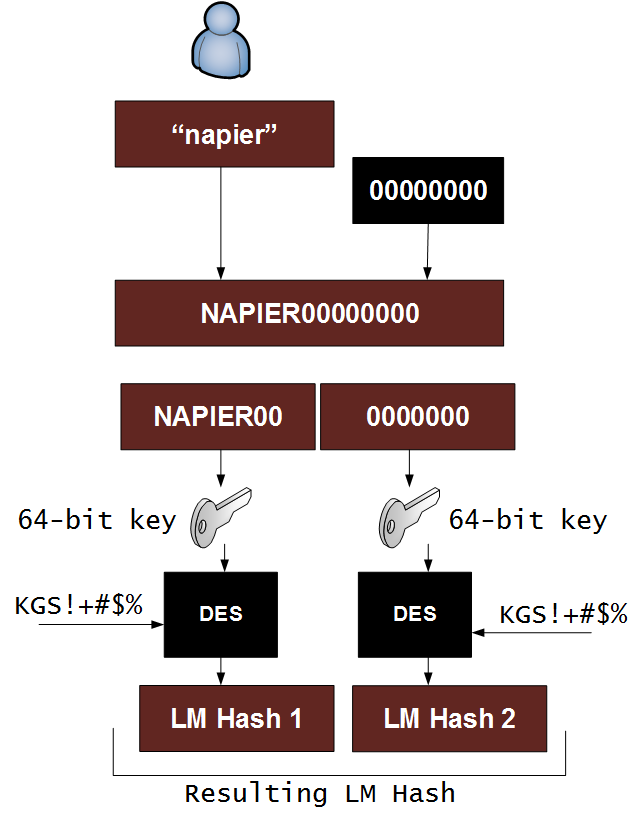 “napier”
00000000
NAPIER00000000
NAPIER00 0000000
64-bit key 64-bit key
KGS!+#$% DES DES KGS!+#$%
LM Hash 1 LM Hash 2
Resulting LM Hash